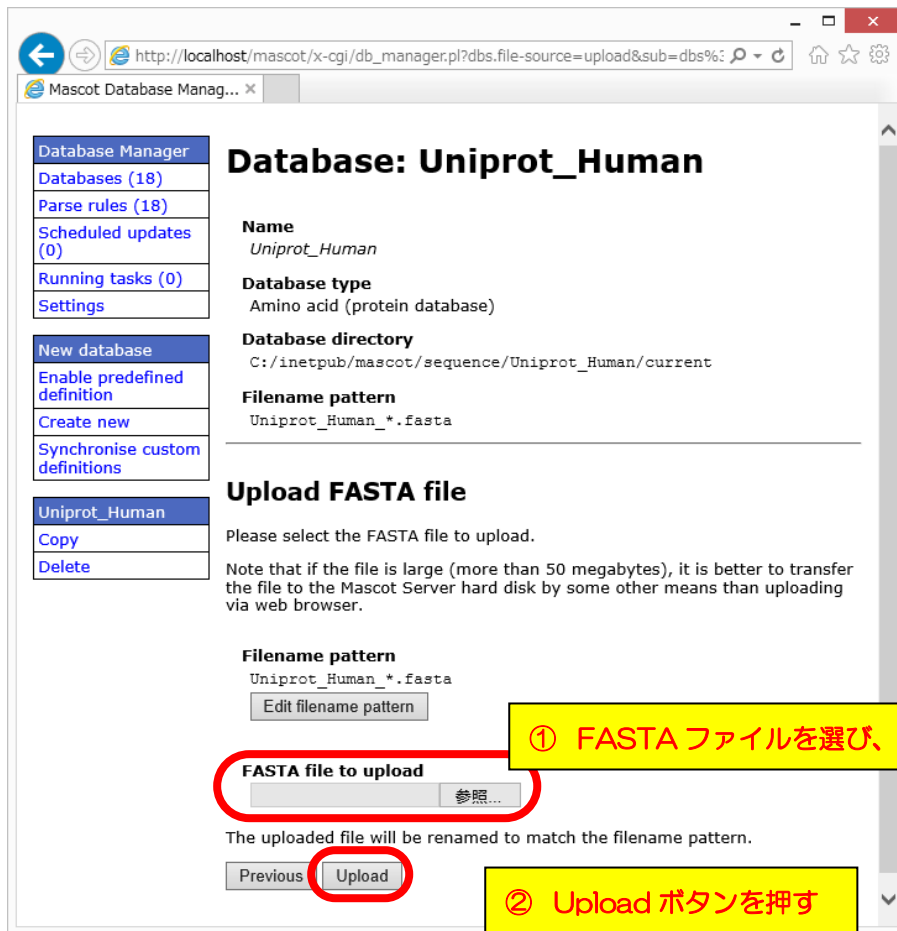 http://localhost/mascot/x-cgi/db_manager.pl?dbs.file-source=upload&sub=dbs%3
Mascot Database Manag...
Database Manager
Databases (18)
Parse rules (18)
Scheduled updates
(0)
Running tasks (0)
Settings
New database
Enable predefined
definition
Create new
Synchronise custom
definitions
Uniprot_Human
Copy
Delete
Database: Uniprot_Human
Name
Uniprot_Human
Database type
Amino acid (protein database)
Database directory
C:/inetpub/mascot/sequence/Uniprot_Human/current
Filename pattern
Uniprot_Human_*.fasta
Upload FASTA file
Please select the FASTA file to upload.
Note that if the file is large (more than 50 megabytes), it is better to transfer
the file to the Mascot Server hard disk by some other means than uploading
via web browser.
Filename pattern
Uniprot_Human_*.fasta
Edit filename pattern
① FASTA ファイルを選び、
FASTA file to upload
参照...
The uploaded file will be renamed to match the filename pattern.
Previous Upload
② Upload ボタンを押す